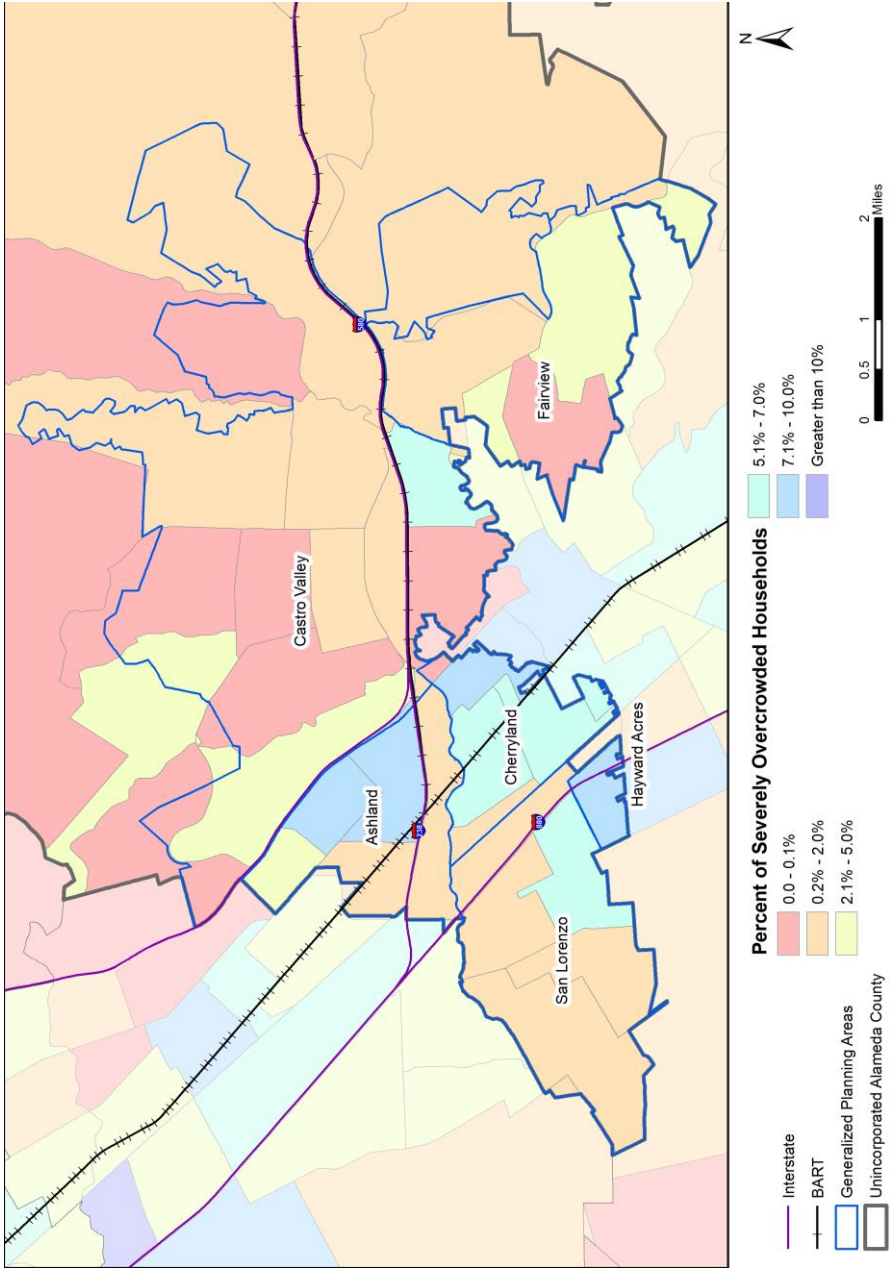 N
Castro Valley
580
Ashland
238
Fairview
Cherryland
880
Hayward Acres
San Lorenzo
Interstate
BART
Generalized Planning Areas
Unincorporated Alameda County
Percent of Severely Overcrowded Households
0.0 - 0.1%
0.2% - 2.0%
2.1% - 5.0%
5.1% - 7.0%
7.1% - 10.0%
Greater than 10%
0 0.5 1 2
Miles